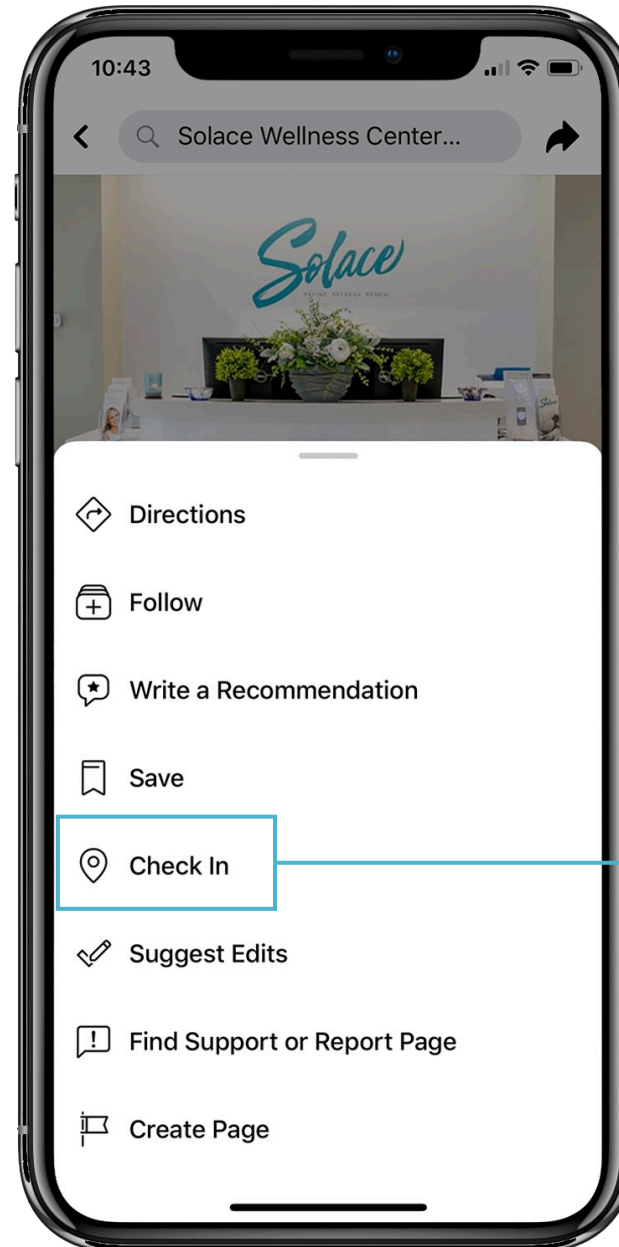 10:43
Solace Wellness Center...
Solace
REFINE. REFRESH. RENEW.
Solace
Directions
Follow
Write a Recommendation
Save
Check In
Suggest Edits
Find Support or Report Page
Create Page